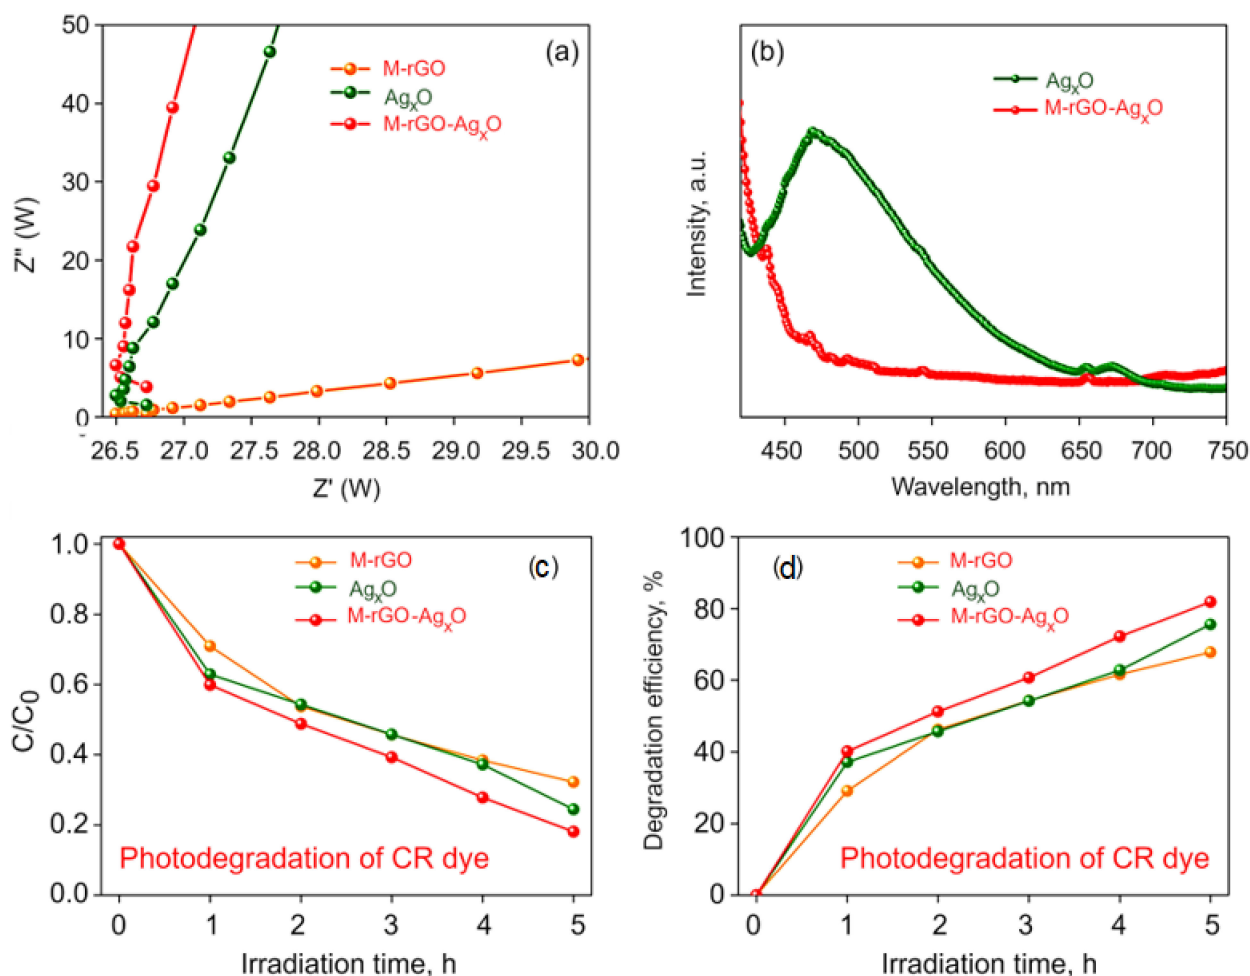 (a)
M-rGO
AgxO
M-rGO-AgxO
50
40
30
20
10
0
-
Z" (W)
26.5 27.0 27.5 28.0 28.5 29.0 29.5 30.0
Z' (W)
(b)
AgxO
M-rGO-AgxO
Intensity, a.u.
450 500 550 600 650 700 750
Wavelength, nm
(c)
M-rGO
AgxO
M-rGO-AgxO
1.0
0.8
0.6
0.4
0.2
0.0
C/C0
Photodegradation of CR dye
0 1 2 3 4 5
Irradiation time, h
(d)
M-rGO
AgxO
M-rGO-AgxO
100
80
60
40
20
0
Degradation efficiency, %
Photodegradation of CR dye
0 1 2 3 4 5
Irradiation time, h